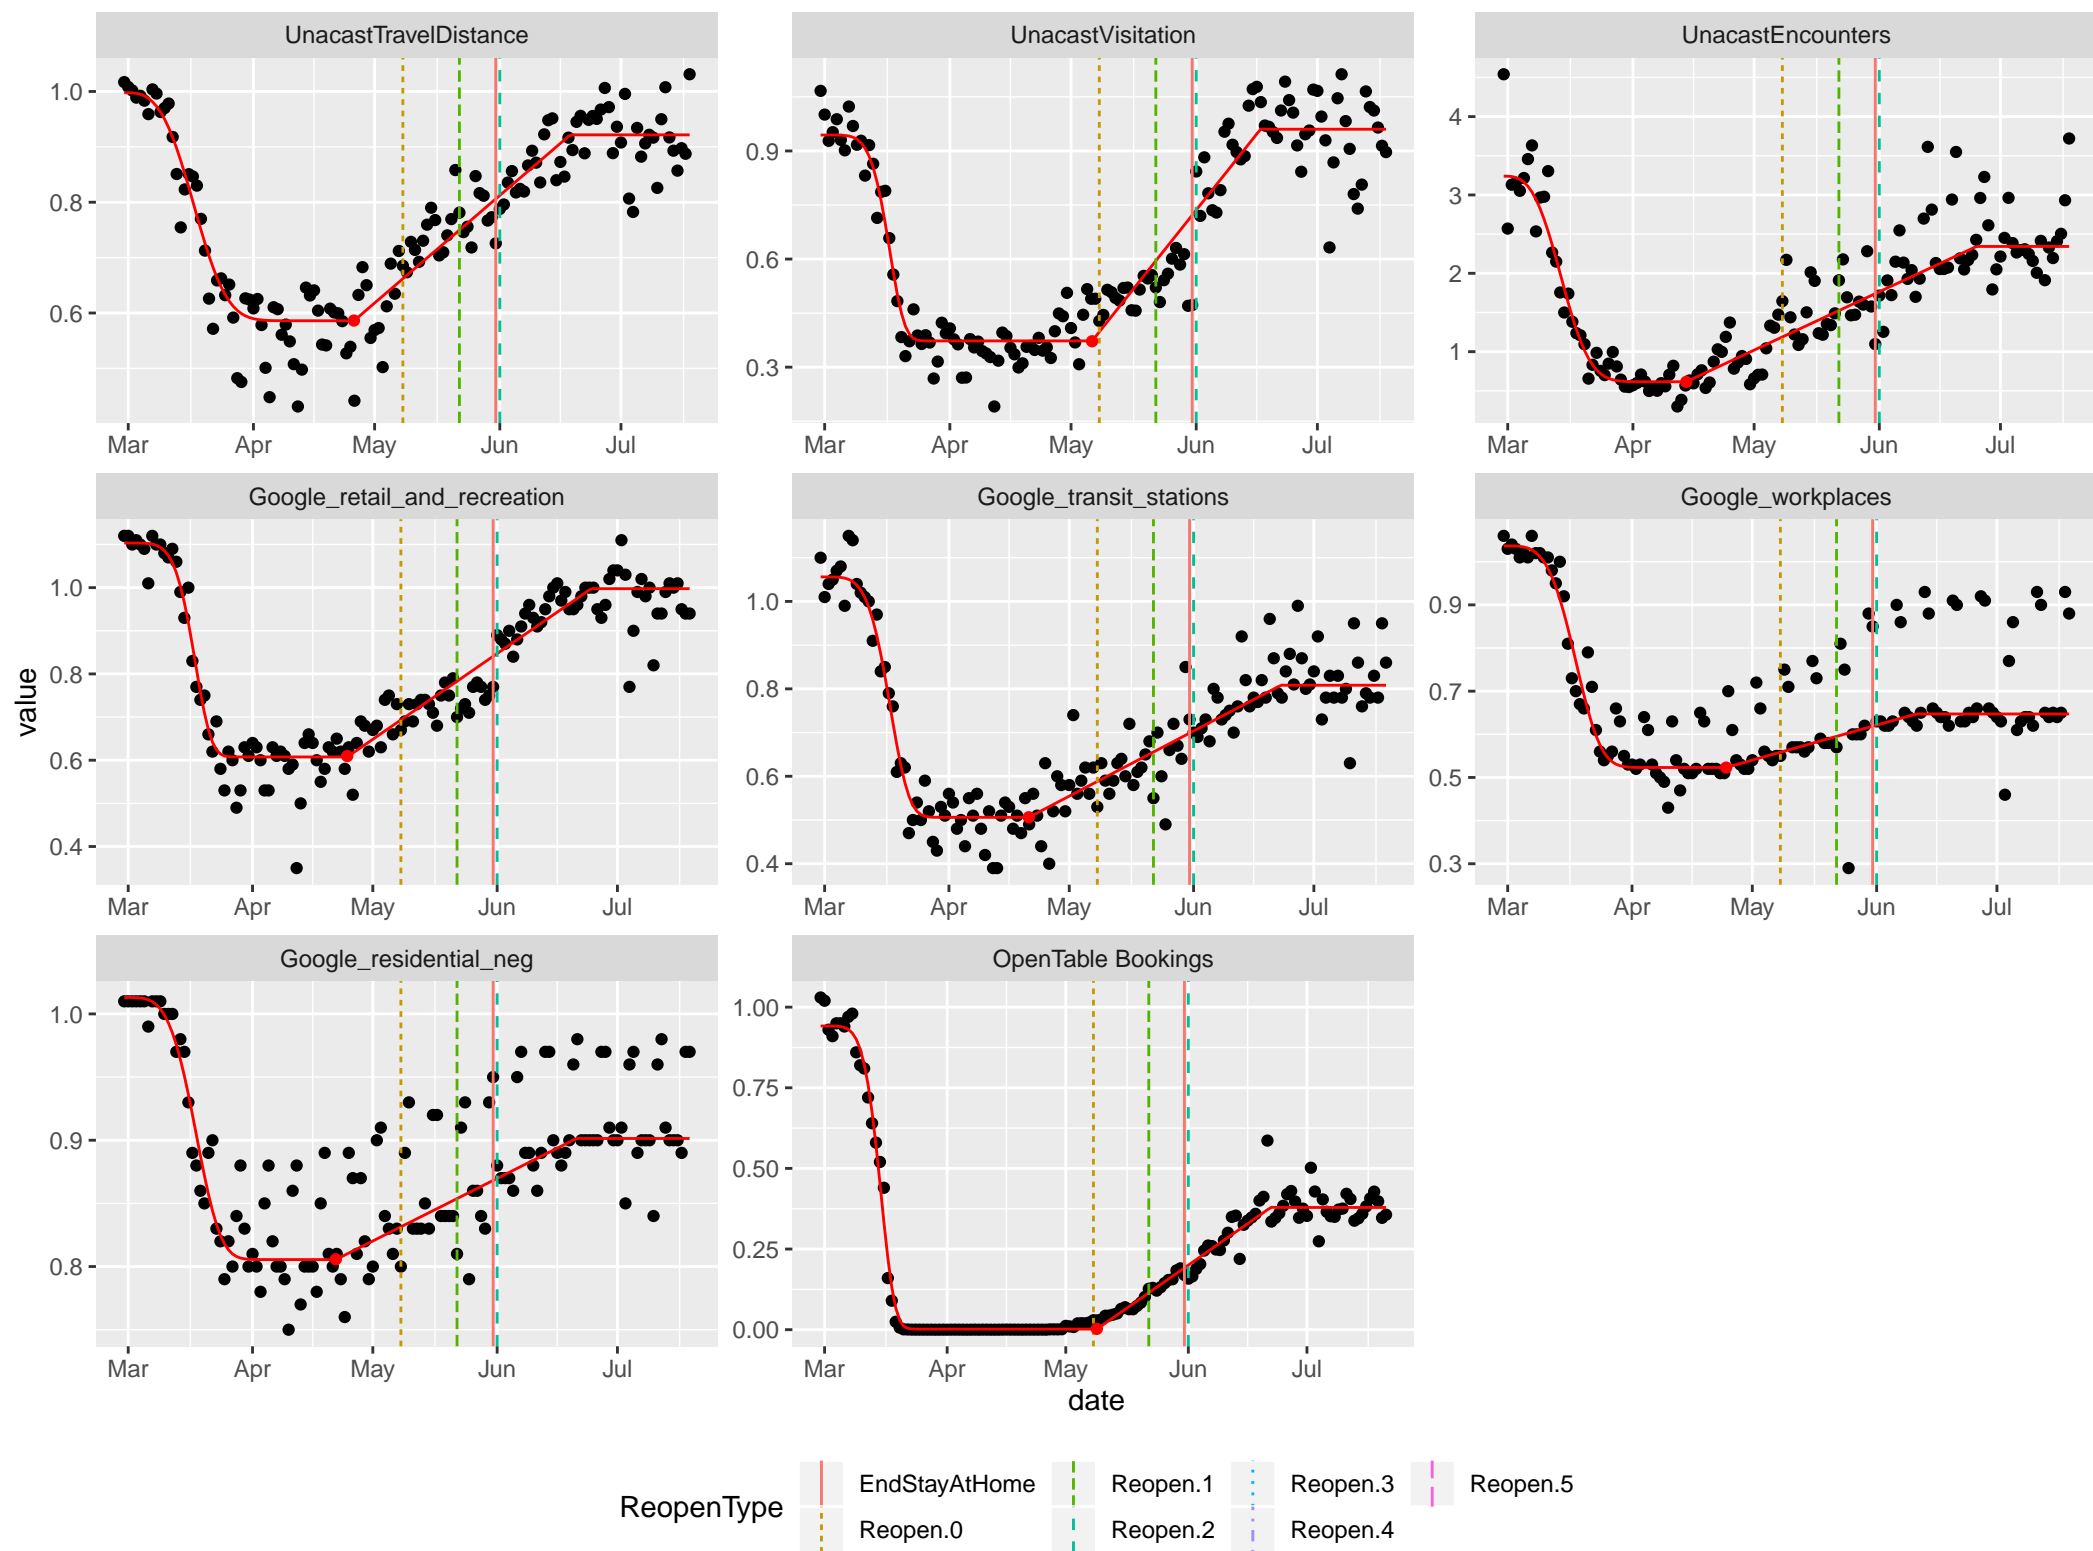 UnacastTravelDistance UnacastVisitation UnacastEncounters
1.0
0.8
0.6
0.9
0.6
0.3
4
3
2
1
Mar Apr May Jun Jul Mar Apr May Jun Jul Mar Apr May Jun Jul
Google_retail_and_recreation Google_transit_stations Google_workplaces
value
1.0
0.8
0.6
0.4
1.0
0.8
0.6
0.4
0.9
0.7
0.5
0.3
Mar Apr May Jun Jul Mar Apr May Jun Jul Mar Apr May Jun Jul
Google_residential_neg OpenTable Bookings
1.0
0.9
0.8
1.00
0.75
0.50
0.25
0.00
Mar Apr May Jun Jul Mar Apr May Jun Jul
date
ReopenType
EndStayAtHome Reopen.1 Reopen.3 Reopen.5
Reopen.0 Reopen.2 Reopen.4